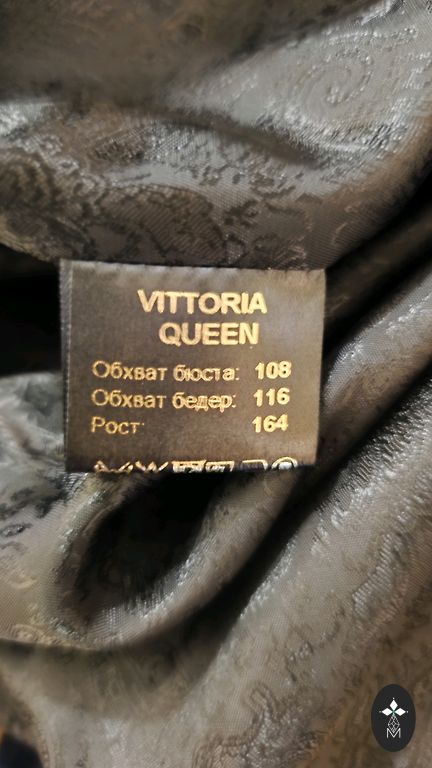 VITTORIA
QUEEN
Обхват бюста: 108
Обхват бедер: 116
Рост: 164
M